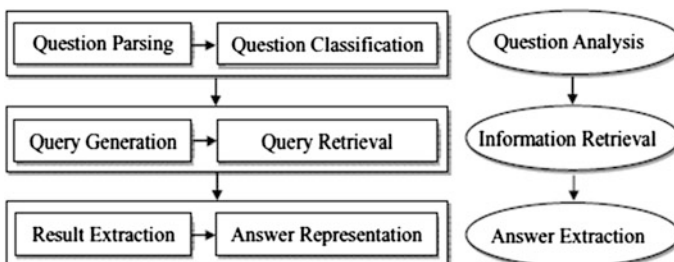 Question Parsing
Question Classification
Question Analysis
Query Generation
Query Retrieval
Information Retrieval
Result Extraction
Answer Representation
Answer Extraction